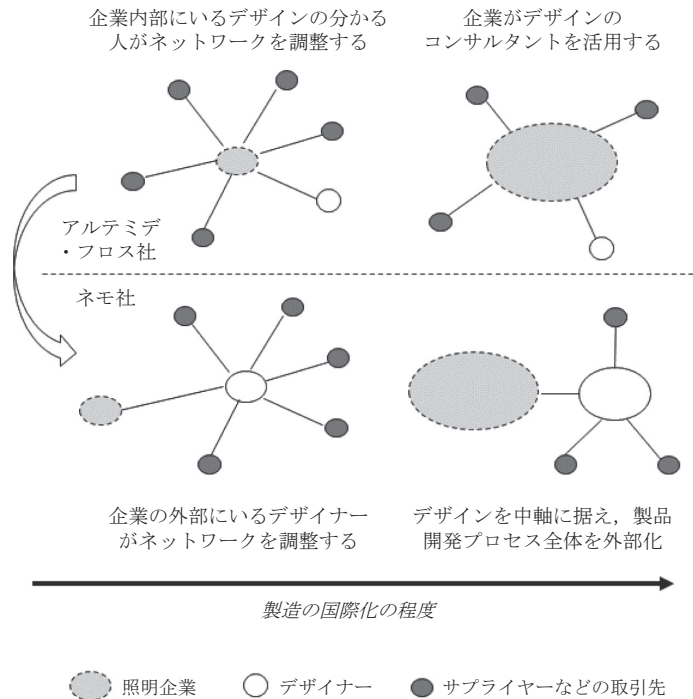 企業内部にいるデザインの分かる
人がネットワークを調整する
企業がデザインの
コンサルタントを活用する
アルテミデ
・フロス社
ネモ社
企業の外部にいるデザイナー
がネットワークを調整する
デザインを中軸に据え，製品
開発プロセス全体を外部化
製造の国際化の程度
照明企業
デザイナー
サプライヤーなどの取引先